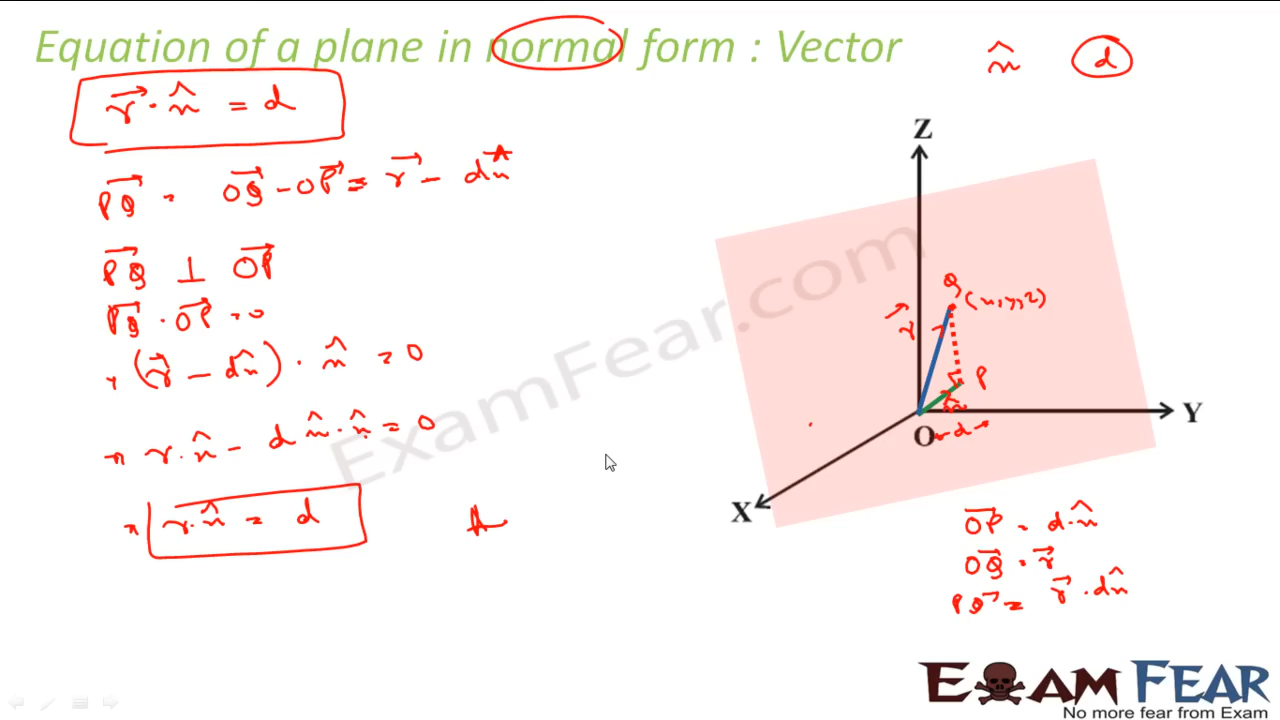 Equation of a plane in normal form : Vector
n̂ d
r⃗ · n̂ = d
PQ⃗ = OQ⃗ - OP⃗ = r⃗ - dn̂
PQ⃗ ⊥ OP⃗
PQ⃗ · OP⃗ = 0
(r⃗ - dn̂) · n̂ = 0
r · n̂ - d n̂ · n̂ = 0
r · n̂ = d
Z
Q (x, y, z)
r⃗
P
n̂
Y
O
d
X
OP⃗ = d · n̂
OQ⃗ = r⃗
PQ⃗ = r⃗ · dn̂
ExamFear.com
EXAM FEAR
No more fear from Exam